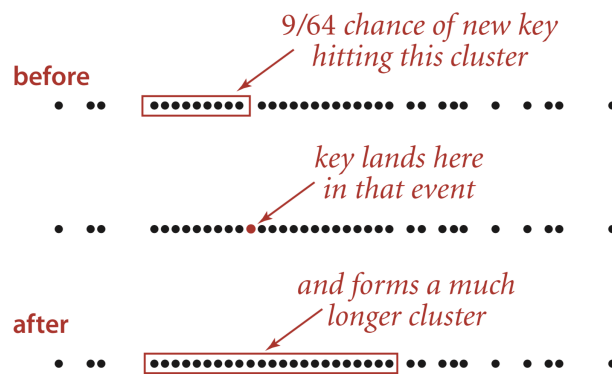 9/64 chance of new key
hitting this cluster
before
key lands here
in that event
and forms a much
longer cluster
after